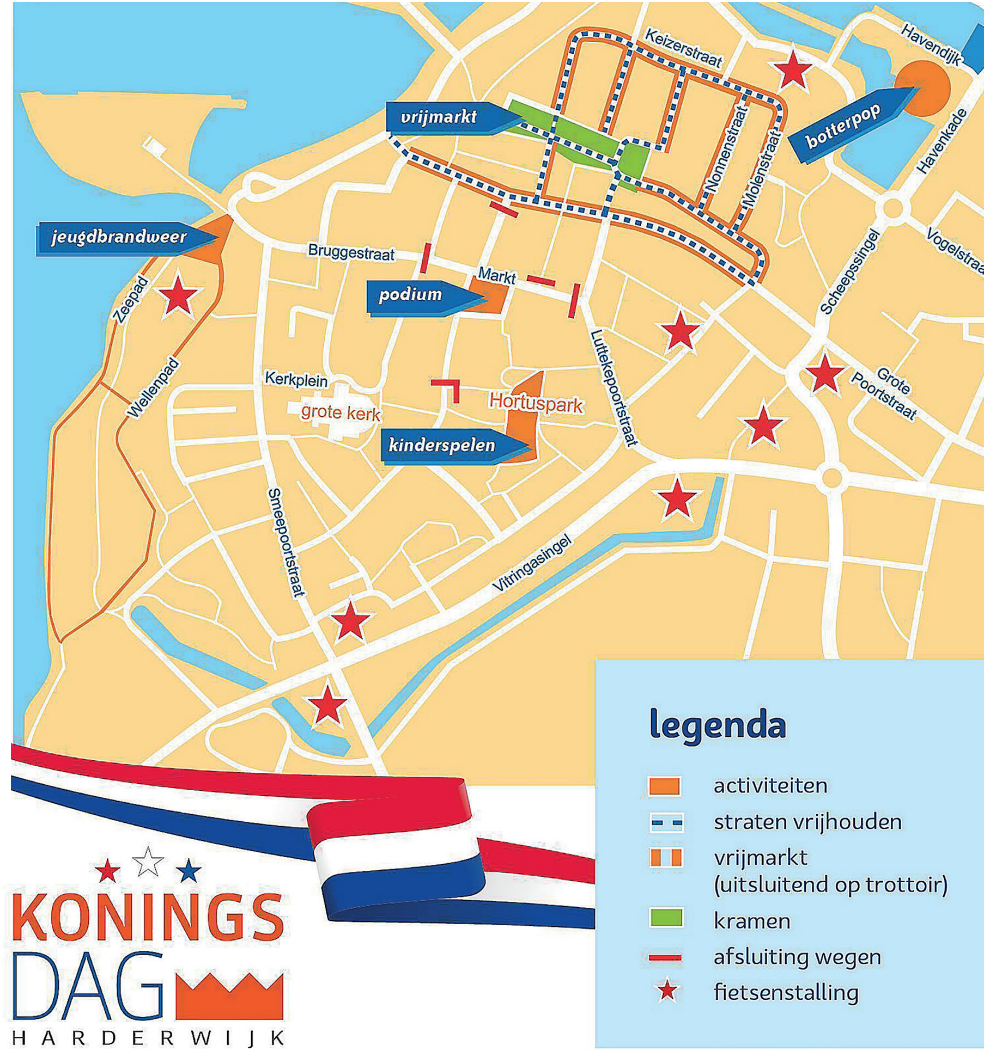 Keizerstraat
Havendijk
vrijmarkt
botterpop
Nonnenstraat
Molenstraat
Havenkade
jeugdbrandweer
Bruggestraat
Vogelstraat
Zeepad
podium
Markt
Scheepssingel
Wellenpad
Kerkplein
grote kerk
Hortuspark
Luttekepoortstraat
Grote
Poortstraat
kinderspelen
Smeepoortstraat
Vitringasingel
legenda
activiteiten
straten vrijhouden
vrijmarkt
(uitsluitend op trottoir)
kramen
afsluiting wegen
fietsenstalling
KONINGS
DAG
HARDERWIJK